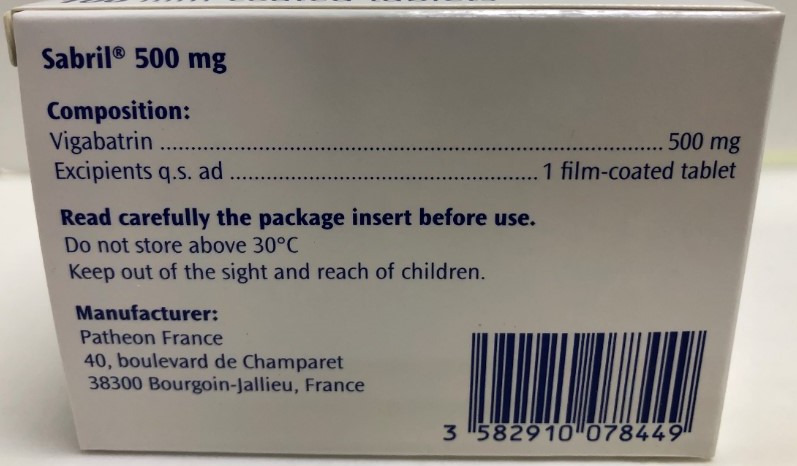 Sabril® 500 mg
Composition:
Vigabatrin ........................................................................................ 500 mg
Excipients q.s. ad ..................................................... 1 film-coated tablet
Read carefully the package insert before use.
Do not store above 30°C
Keep out of the sight and reach of children.
Manufacturer:
Patheon France
40, boulevard de Champaret
38300 Bourgoin-Jallieu, France
3 582910 078449